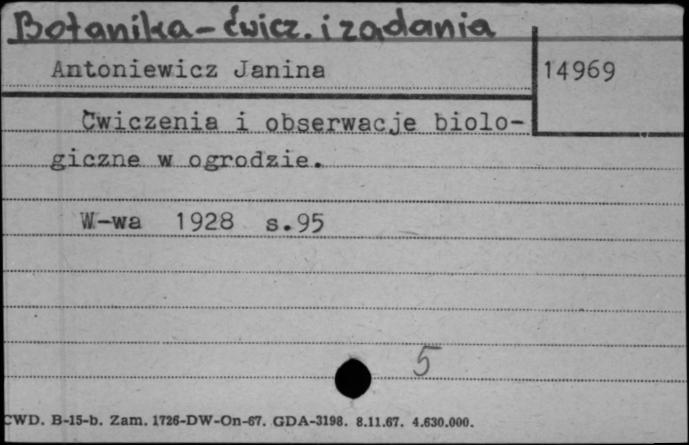 Botanika - ćwicz. i zadania
Antoniewicz Janina
14969
Ćwiczenia i obserwacje biolo-
giczne w ogrodzie.
W-wa 1928 s.95
5
CWD. B-15-b. Zam. 1726-DW-On-67. GDA-3198. 8.11.67. 4.630.000.